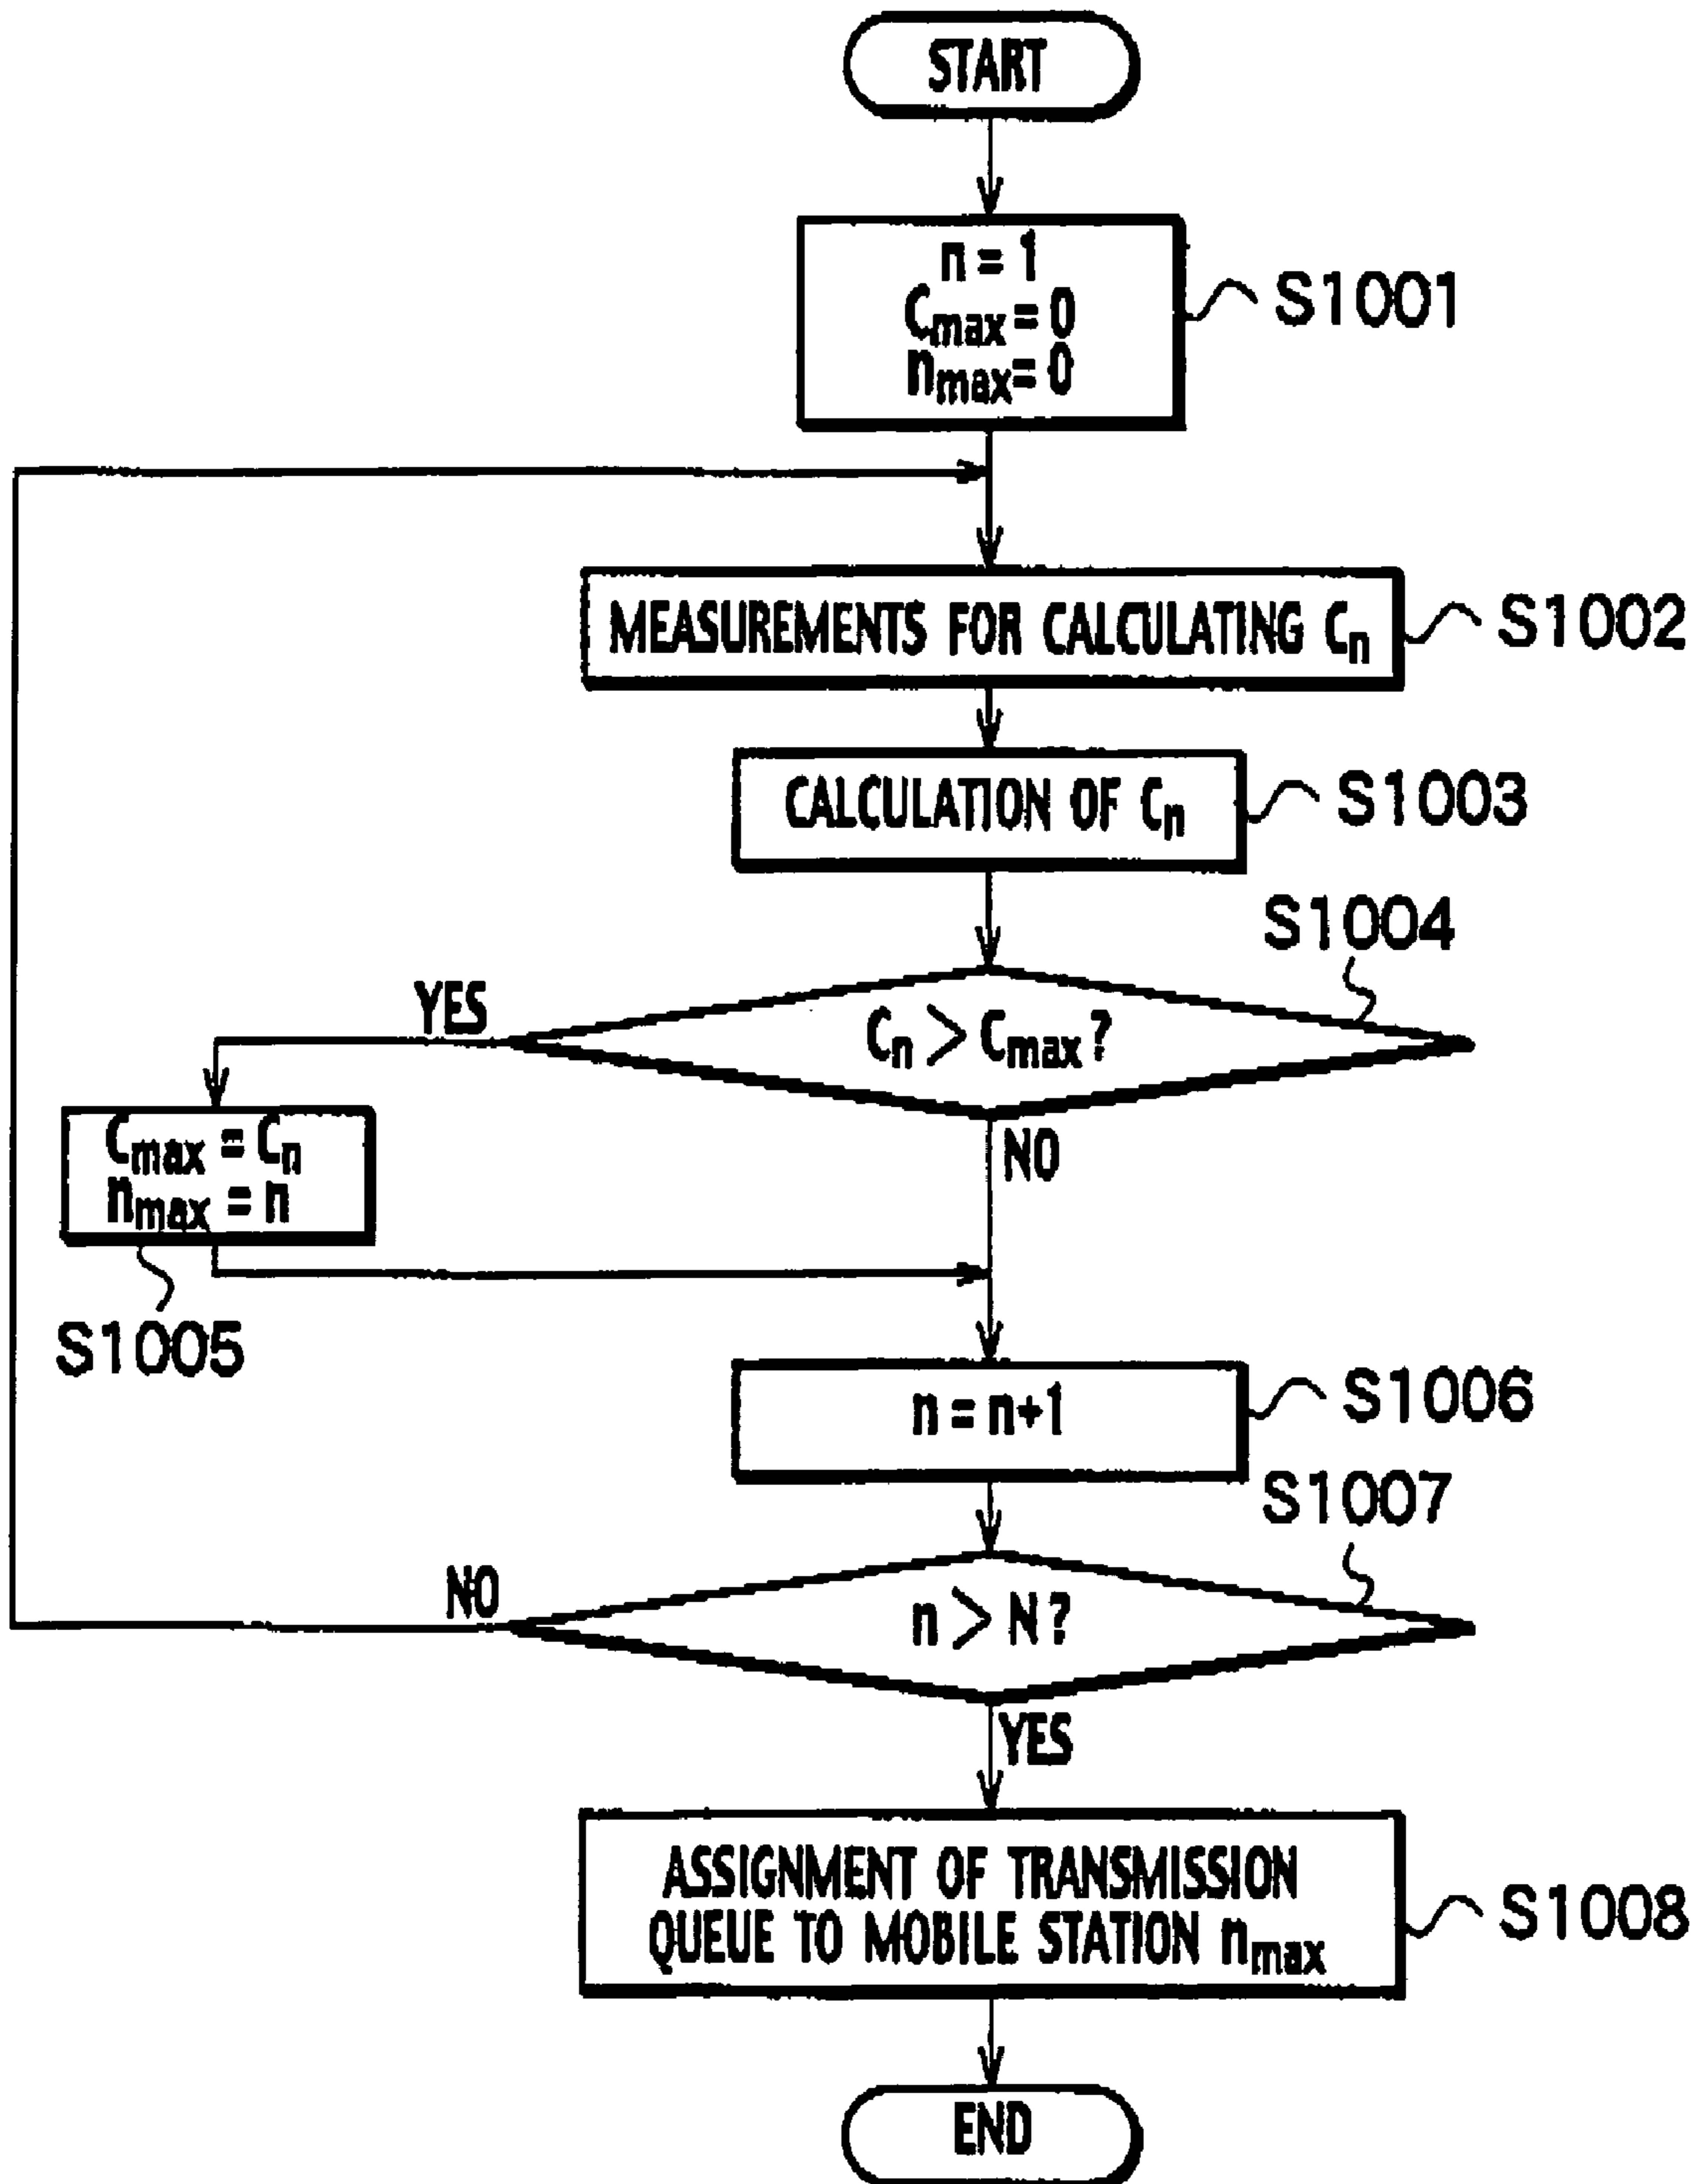 START
n = 1
Cmax = 0
nmax = 0
S1001
MEASUREMENTS FOR CALCULATING Cn
S1002
CALCULATION OF Cn
S1003
S1004
Cn > Cmax ?
YES
NO
Cmax = Cn
nmax = n
S1005
n = n+1
S1006
S1007
n > N ?
NO
YES
ASSIGNMENT OF TRANSMISSION
QUEUE TO MOBILE STATION nmax
S1008
END